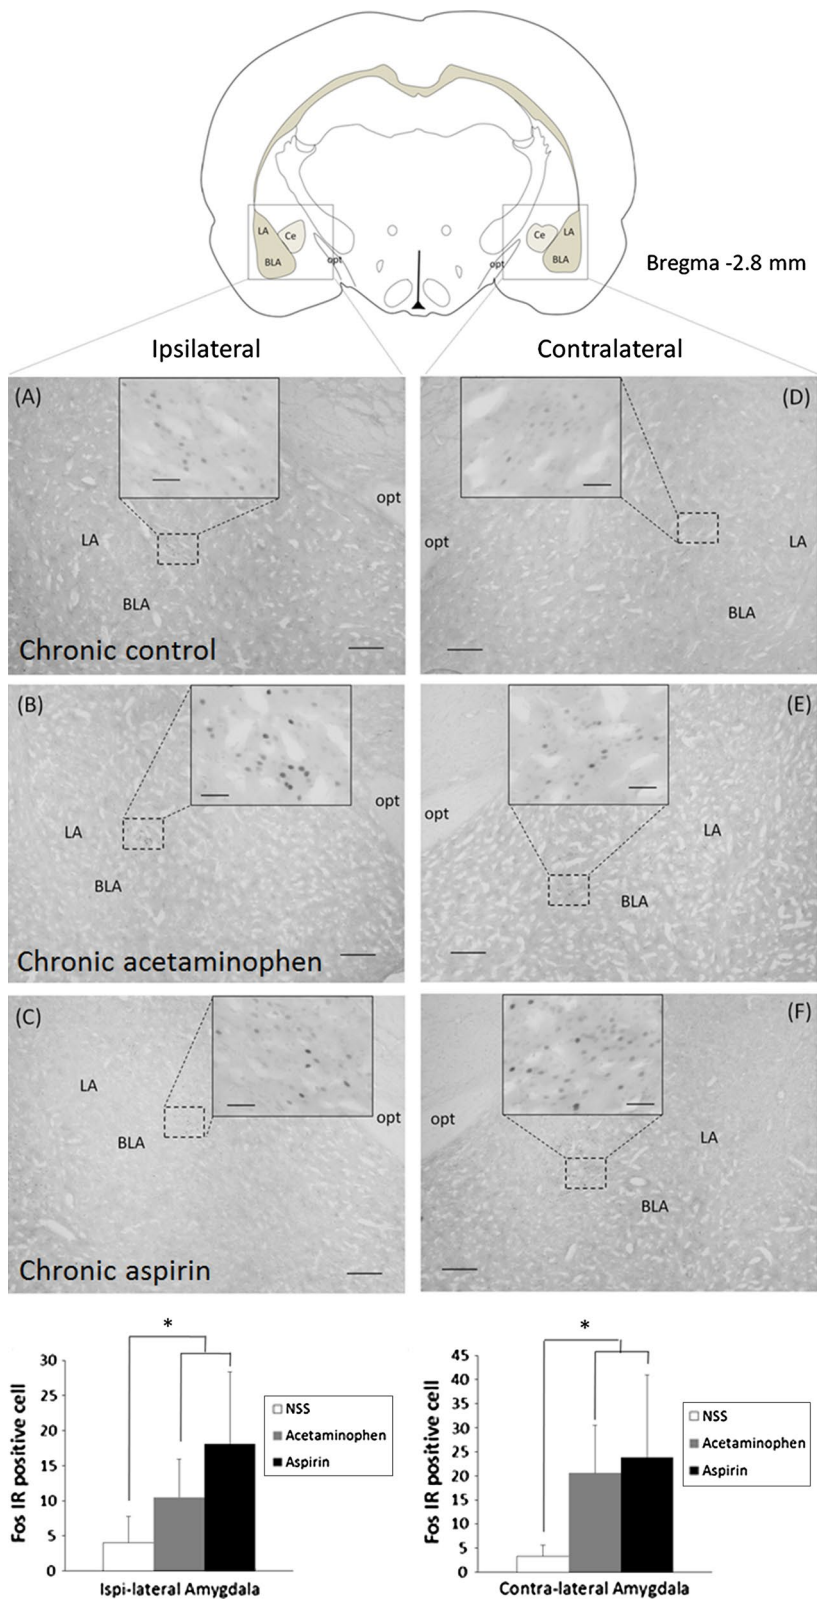 LA
Ce
BLA
opt
opt
Ce
LA
BLA
Bregma -2.8 mm
Ipsilateral
Contralateral
(A)
opt
LA
BLA
Chronic control
(D)
opt
LA
BLA
(B)
opt
LA
BLA
Chronic acetaminophen
(E)
opt
LA
BLA
(C)
LA
opt
BLA
Chronic aspirin
(F)
opt
LA
BLA
*
30
25
20
15
10
5
0
Fos IR positive cell
NSS
Acetaminophen
Aspirin
Ispi-lateral Amygdala
*
45
40
35
30
25
20
15
10
5
0
Fos IR positive cell
NSS
Acetaminophen
Aspirin
Contra-lateral Amygdala